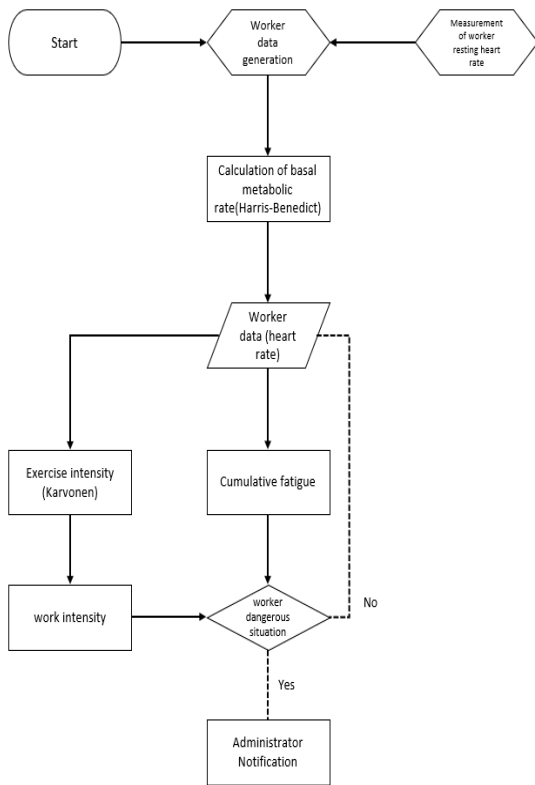 Start
Worker
data
generation
Measurement
of worker
resting heart
rate
Calculation of basal
metabolic
rate(Harris-Benedict)
Worker
data (heart
rate)
Exercise intensity
(Karvonen)
Cumulative fatigue
work intensity
worker
dangerous
situation
No
Yes
Administrator
Notification